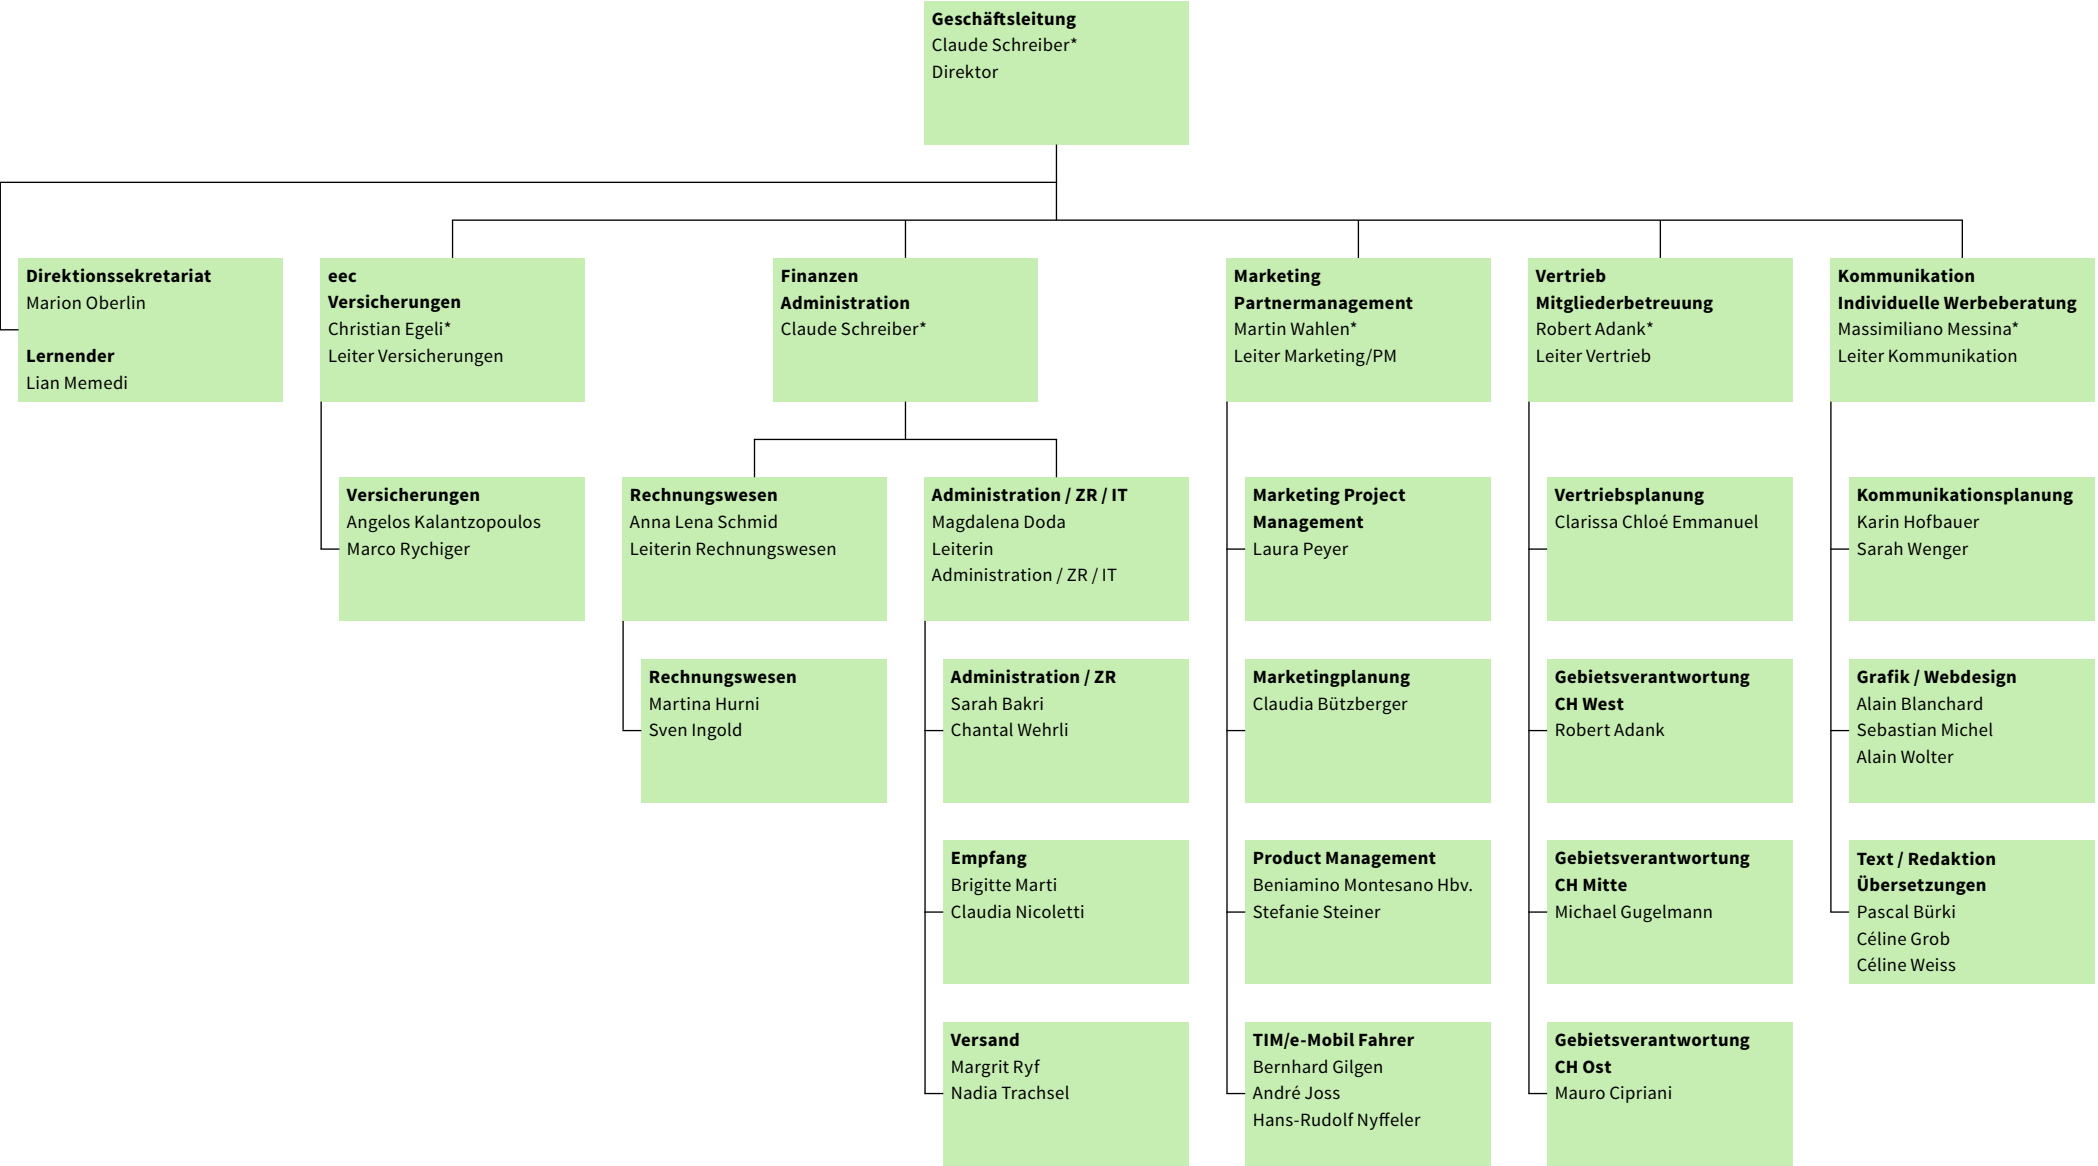 Geschäftsleitung
Claude Schreiber*
Direktor
Direktionssekretariat
Marion Oberlin
Lernender
Lian Memedi
eec
Versicherungen
Christian Egeli*
Leiter Versicherungen
Finanzen
Administration
Claude Schreiber*
Marketing
Partnermanagement
Martin Wahlen*
Leiter Marketing/PM
Vertrieb
Mitgliederbetreuung
Robert Adank*
Leiter Vertrieb
Kommunikation
Individuelle Werbeberatung
Massimiliano Messina*
Leiter Kommunikation
Versicherungen
Angelos Kalantzopoulos
Marco Rychiger
Rechnungswesen
Anna Lena Schmid
Leiterin Rechnungswesen
Administration / ZR / IT
Magdalena Doda
Leiterin
Administration / ZR / IT
Marketing Project
Management
Laura Peyer
Vertriebsplanung
Clarissa Chloé Emmanuel
Kommunikationsplanung
Karin Hofbauer
Sarah Wenger
Rechnungswesen
Martina Hurni
Sven Ingold
Administration / ZR
Sarah Bakri
Chantal Wehrli
Marketingplanung
Claudia Bützberger
Gebietsverantwortung
CH West
Robert Adank
Grafik / Webdesign
Alain Blanchard
Sebastian Michel
Alain Wolter
Empfang
Brigitte Marti
Claudia Nicoletti
Product Management
Beniamino Montesano Hbv.
Stefanie Steiner
Gebietsverantwortung
CH Mitte
Michael Gugelmann
Text / Redaktion
Übersetzungen
Pascal Bürki
Céline Grob
Céline Weiss
Versand
Margrit Ryf
Nadia Trachsel
TIM/e-Mobil Fahrer
Bernhard Gilgen
André Joss
Hans-Rudolf Nyffeler
Gebietsverantwortung
CH Ost
Mauro Cipriani